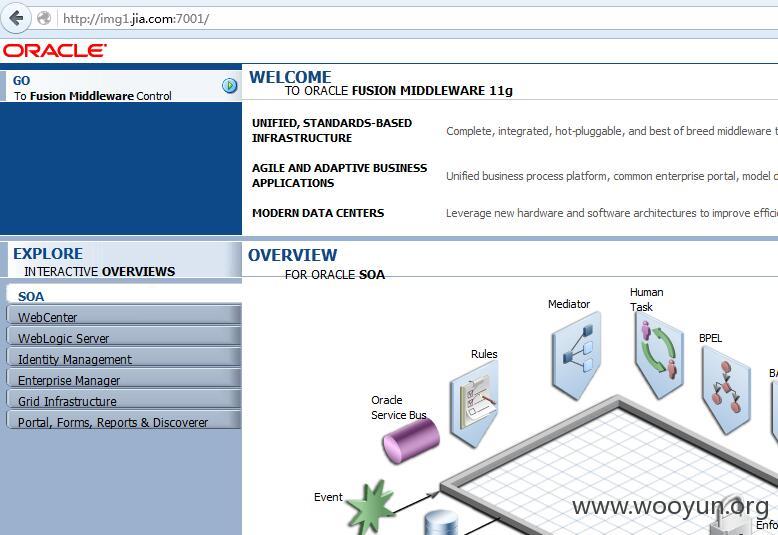 http://img1.jia.com:7001/
ORACLE
GO
To Fusion Middleware Control
WELCOME
TO ORACLE FUSION MIDDLEWARE 11g
UNIFIED, STANDARDS-BASED
INFRASTRUCTURE
Complete, integrated, hot-pluggable, and best of breed middleware
AGILE AND ADAPTIVE BUSINESS
APPLICATIONS
Unified business process platform, common enterprise portal, model
MODERN DATA CENTERS
Leverage new hardware and software architectures to improve
EXPLORE
INTERACTIVE OVERVIEWS
SOA
WebCenter
WebLogic Server
Identity Management
Enterprise Manager
Grid Infrastructure
Portal, Forms, Reports & Discoverer
OVERVIEW
FOR ORACLE SOA
Human
Task
Mediator
BPEL
Rules
Oracle
Service Bus
Event
www.wooyun.org